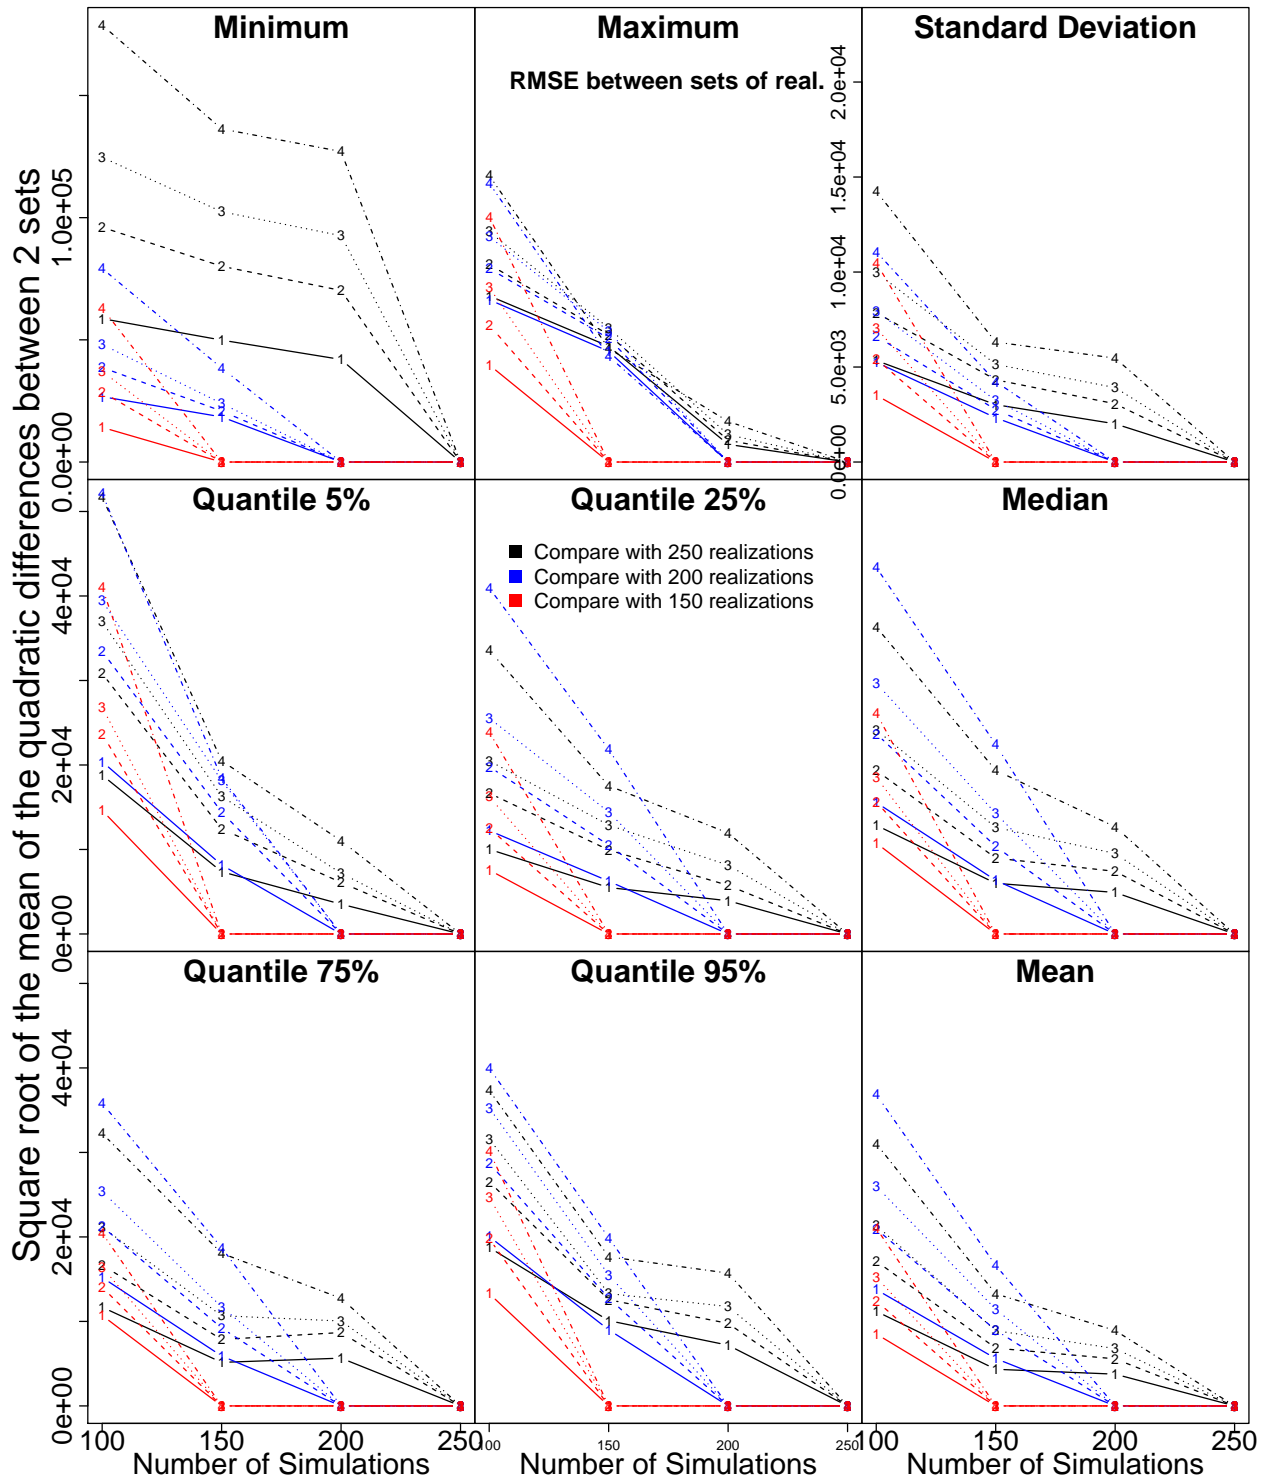 Minimum
Maximum
Standard Deviation
RMSE between sets of real.
0.0e+00
1.0e+05
0.0e+00
5.0e+03
1.0e+04
1.5e+04
2.0e+04
Square root of the mean of the quadratic differences between 2 sets
Quantile 5%
Quantile 25%
Median
Compare with 250 realizations
Compare with 200 realizations
Compare with 150 realizations
0e+00
2e+04
4e+04
Quantile 75%
Quantile 95%
Mean
0e+00
2e+04
4e+04
100 150 200 250
100 150 200 250
100 150 200 250
Number of Simulations
Number of Simulations
Number of Simulations